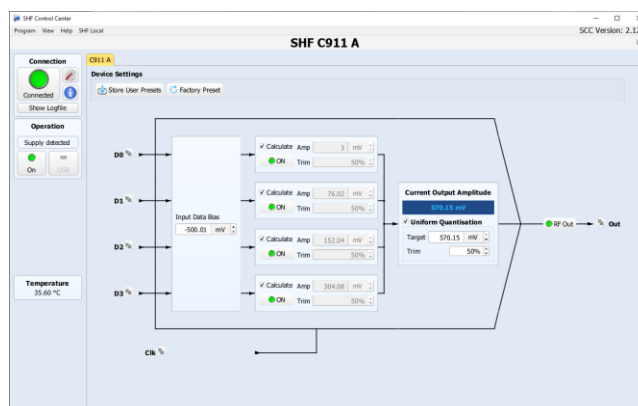 SHF Control Center
Program View Help SHF Local
SCC Version: 2.12
SHF C911 A
Connection
Connected
Show Logfile
Operation
Supply detected
On USB
Temperature
35.60 °C
C911 A
Device Settings
Store User Presets Factory Preset
D0
D1
D2
D3
Clk
Input Data Bias
-500.01 mV
Calculate Amp 3 mV
ON Trim 50%
Calculate Amp 76.02 mV
ON Trim 50%
Calculate Amp 152.04 mV
ON Trim 50%
Calculate Amp 304.08 mV
ON Trim 50%
Current Output Amplitude
570.15 mV
Uniform Quantisation
Target 570.15 mV
Trim 50%
RF Out Out